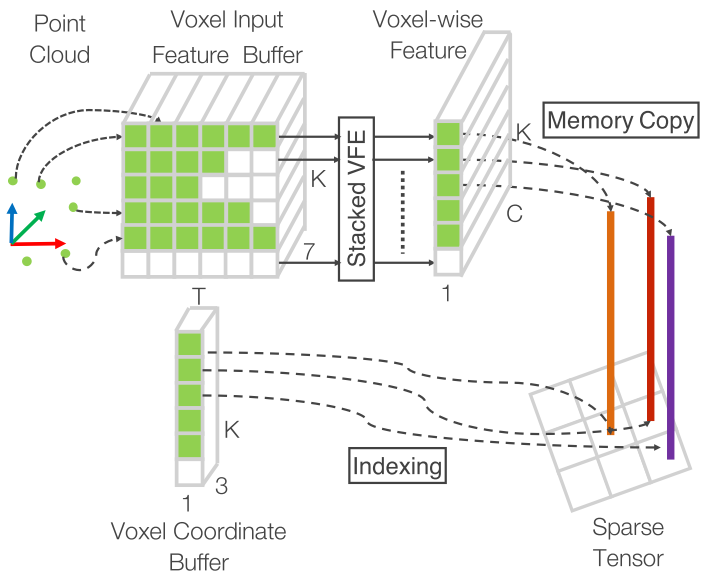 Point
Cloud
Voxel Input
Feature Buffer
Voxel-wise
Feature
K
Memory Copy
K
Stacked VFE
C
7
T
1
K
Indexing
3
1
Voxel Coordinate
Buffer
Sparse
Tensor